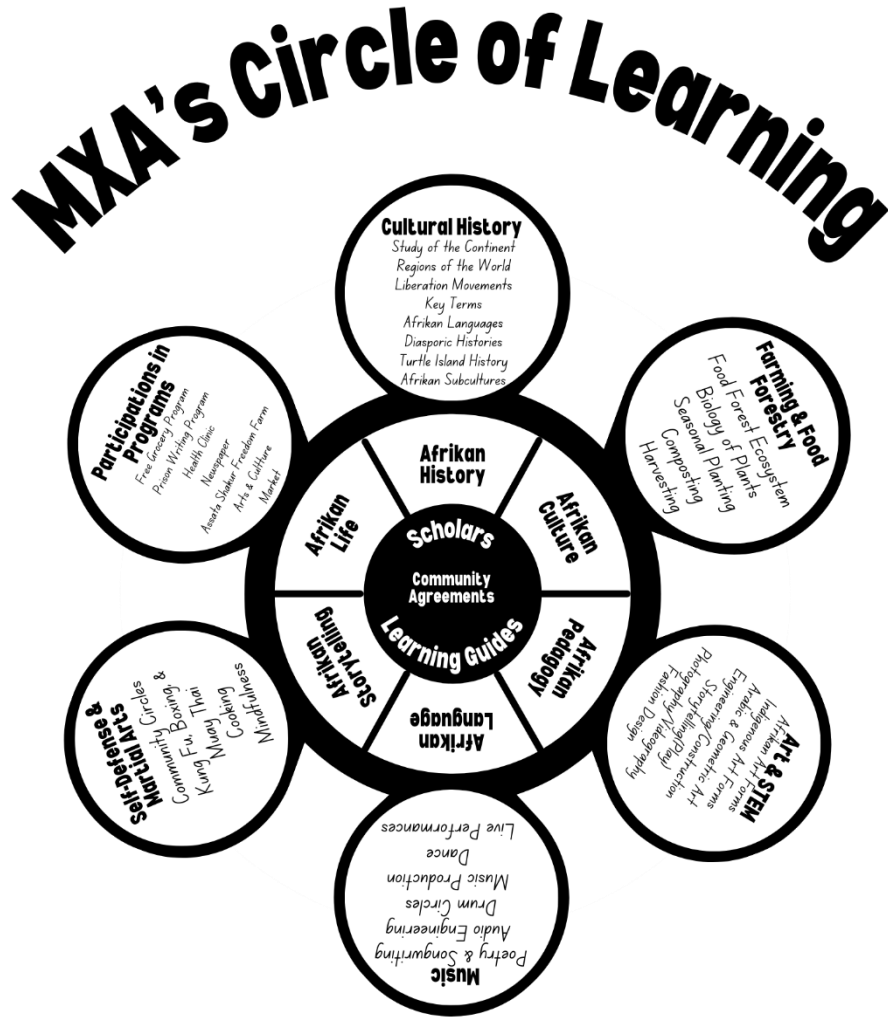 MXA's Circle of Learning
Cultural History
Study of the Continent
Regions of the World
Liberation Movements
Key Terms
Afrikan Languages
Diasporic Histories
Turtle Island History
Afrikan Subcultures
Farming & Food
Forestry
Food Forest Ecosystem
Biology of Plants
Seasonal Planting
Composting
Harvesting
Art & STEM
Afrikan Art Forms
Indigenous Art Forms
Arabic & Geometric Art
Engineering/Construction
Storytelling(Play)
Photography/Videography
Fashion Design
Music
Poetry & Songwriting
Audio Engineering
Drum Circles
Music Production
Dance
Live Performances
Self-Defense &
Martial Arts
Community Circles
Kung Fu, Boxing, &
Muay Thai
Cooking
Mindfulness
Participations in
Programs
Free Grocery Program
Prison Writing Program
Health Clinic
Newspaper
Assata Shakur Freedom Farm
Arts & Culture
Market
Afrikan
History
Afrikan
Culture
Afrikan
Pedagogy
Afrikan
Language
Afrikan
Storytelling
Afrikan
Life
Scholars
Community
Agreements
Learning Guides